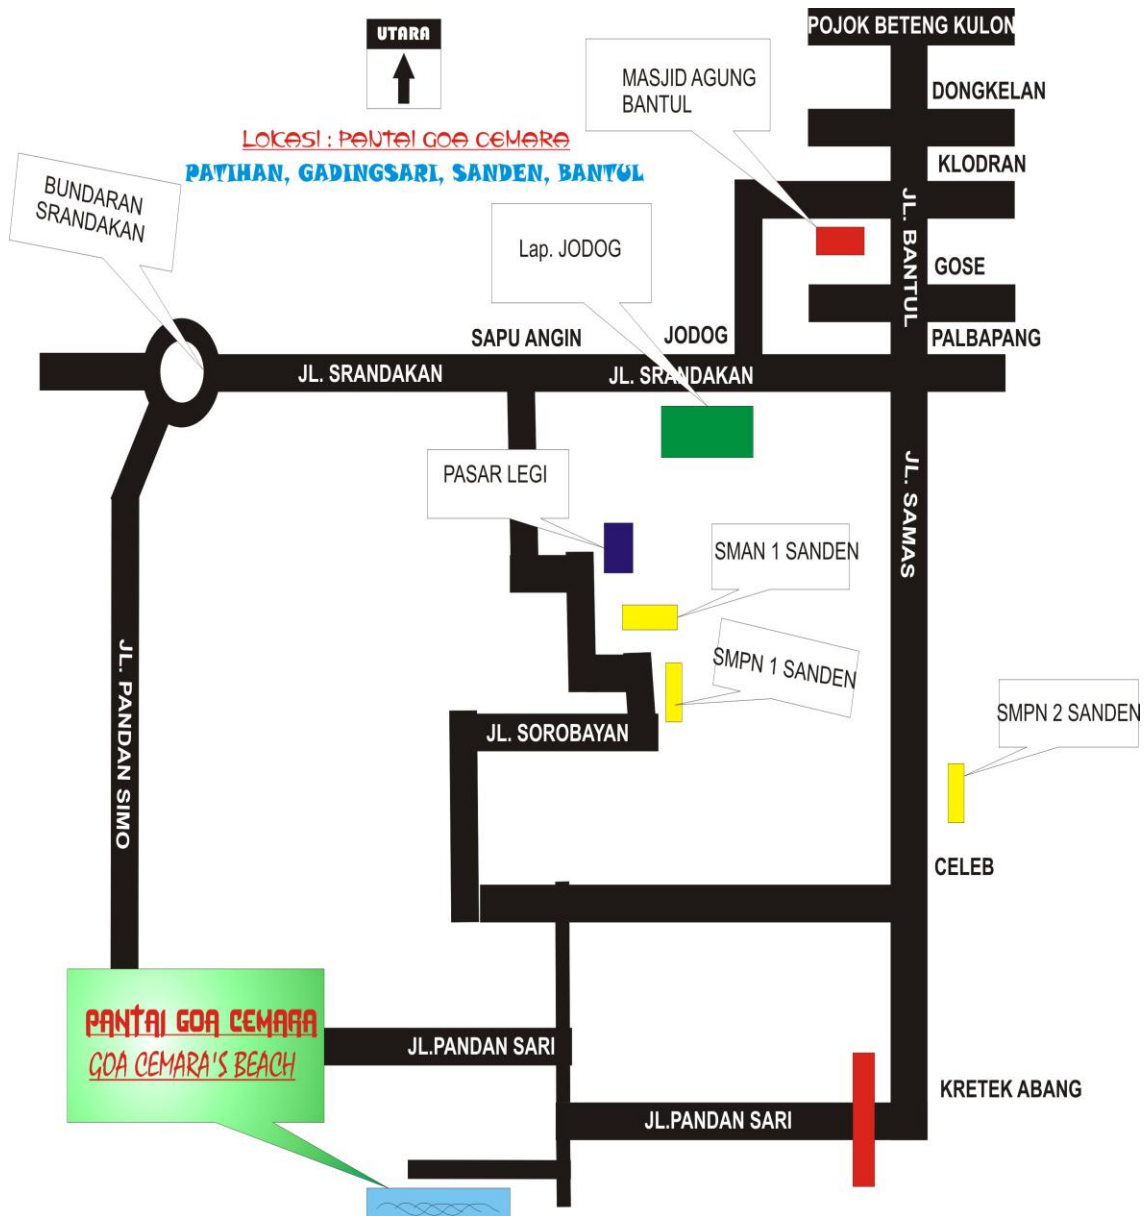 UTARA
LOKASI : PANTAI GOA CEMARA
PATIHAN, GADINGSARI, SANDEN, BANTUL
POJOK BETENG KULON
MASJID AGUNG
BANTUL
DONGKELAN
KLODRAN
BUNDARAN
SRANDAKAN
Lap. JODOG
JL. BANTUL
GOSE
SAPU ANGIN
JODOG
PALBAPANG
JL. SRANDAKAN
JL. SRANDAKAN
PASAR LEGI
JL. SAMAS
SMAN 1 SANDEN
SMPN 1 SANDEN
SMPN 2 SANDEN
JL. SOROBAYAN
JL. PANDAN SIMO
CELEB
PANTAI GOA CEMARA
GOA CEMARA'S BEACH
JL.PANDAN SARI
KRETEK ABANG
JL.PANDAN SARI